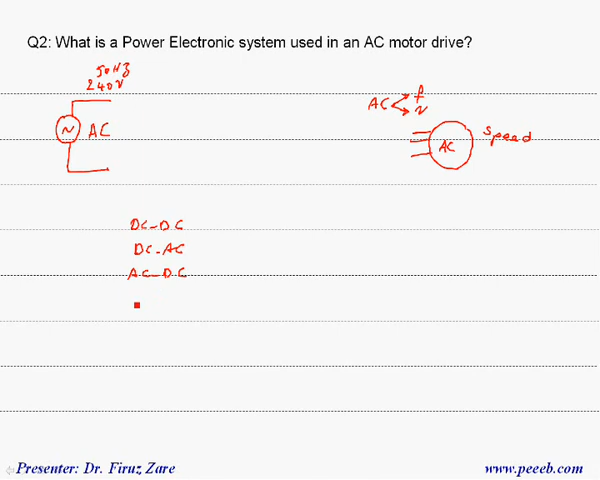 Q2: What is a Power Electronic system used in an AC motor drive?
50Hz
240V
AC
AC f
v
AC
Speed
DC-DC
DC-AC
AC-DC
Presenter: Dr. Firuz Zare
www.peeeb.com